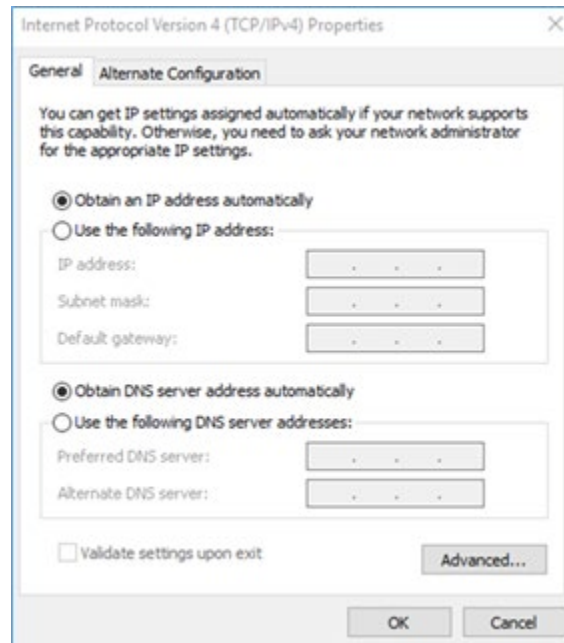 Internet Protocol Version 4 (TCP/IPv4) Properties
General
Alternate Configuration
You can get IP settings assigned automatically if your network supports
this capability. Otherwise, you need to ask your network administrator
for the appropriate IP settings.
Obtain an IP address automatically
Use the following IP address:
IP address:
Subnet mask:
Default gateway:
Obtain DNS server address automatically
Use the following DNS server addresses:
Preferred DNS server:
Alternate DNS server:
Validate settings upon exit
Advanced...
OK
Cancel